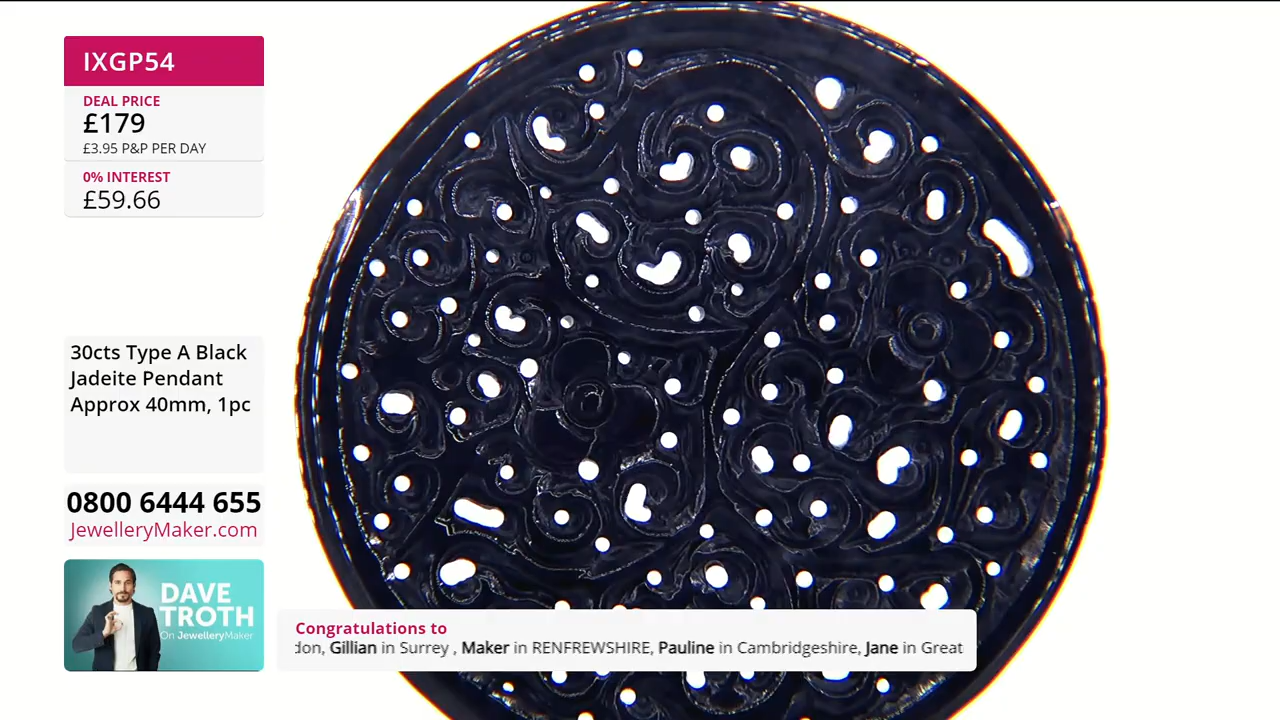 IXGP54
DEAL PRICE
£179
£3.95 P&P PER DAY
0% INTEREST
£59.66
30cts Type A Black
Jadeite Pendant
Approx 40mm, 1pc
0800 6444 655
JewelleryMaker.com
DAVE
TROTH
On JewelleryMaker
Congratulations to
don, Gillian in Surrey , Maker in RENFREWSHIRE, Pauline in Cambridgeshire, Jane in Great